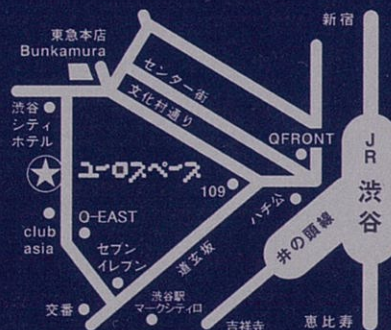 新宿
東急本店
Bunkamura
センター街
文化村通り
渋谷
シティ
ホテル
QFRONT
JR
渋谷
ユーロスペース
109
ハチ公
井の頭線
O-EAST
club
asia
セブン
イレブン
道玄坂
交番
渋谷駅
マークシティ口
吉祥寺
恵比寿